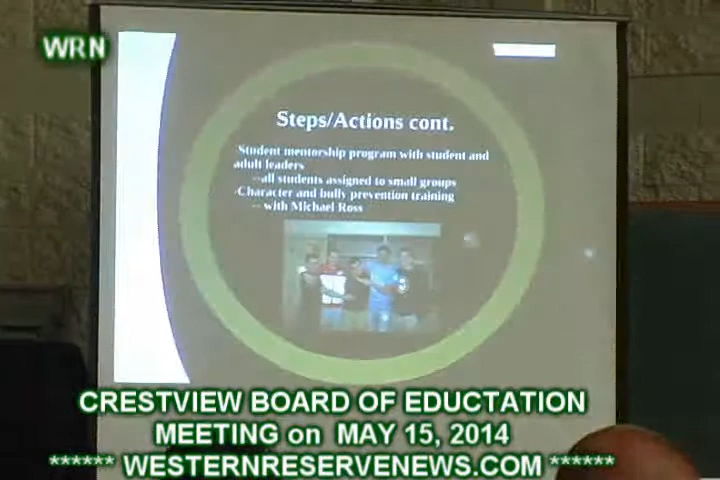 WRN
Steps/Actions cont.
-Student mentorship program with student and
adult leaders
--all students assigned to small groups
-Character and bully prevention training
-- with Michael Ross
CRESTVIEW BOARD OF EDUCTATION
MEETING on MAY 15, 2014
****** WESTERNRESERVENEWS.COM ******